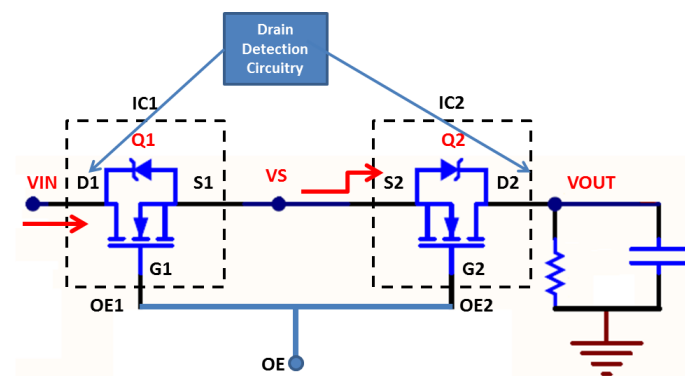 Drain
Detection
Circuitry
IC1
IC2
Q1
Q2
VIN
D1
S1
VS
S2
D2
VOUT
G1
G2
OE1
OE2
OE